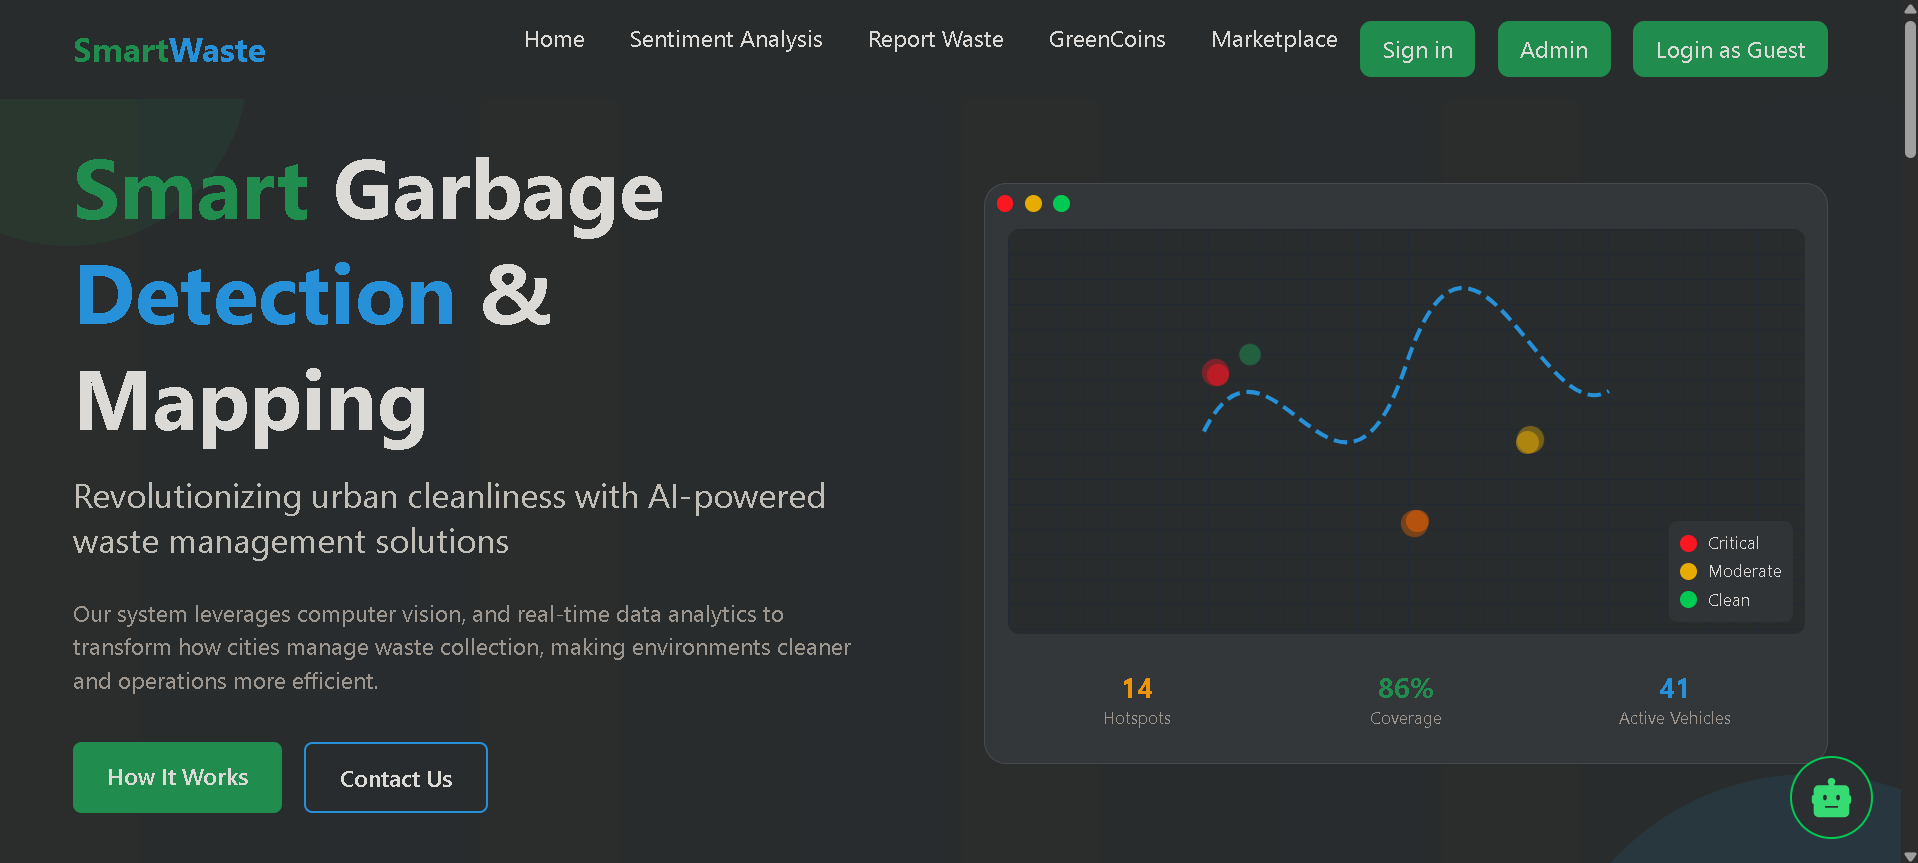 SmartWaste
Home
Sentiment Analysis
Report Waste
GreenCoins
Marketplace
Sign in
Admin
Login as Guest
Smart Garbage
Detection &
Mapping
Revolutionizing urban cleanliness with AI-powered
waste management solutions
Our system leverages computer vision, and real-time data analytics to
transform how cities manage waste collection, making environments cleaner
and operations more efficient.
How It Works
Contact Us
Critical
Moderate
Clean
14
Hotspots
86%
Coverage
41
Active Vehicles